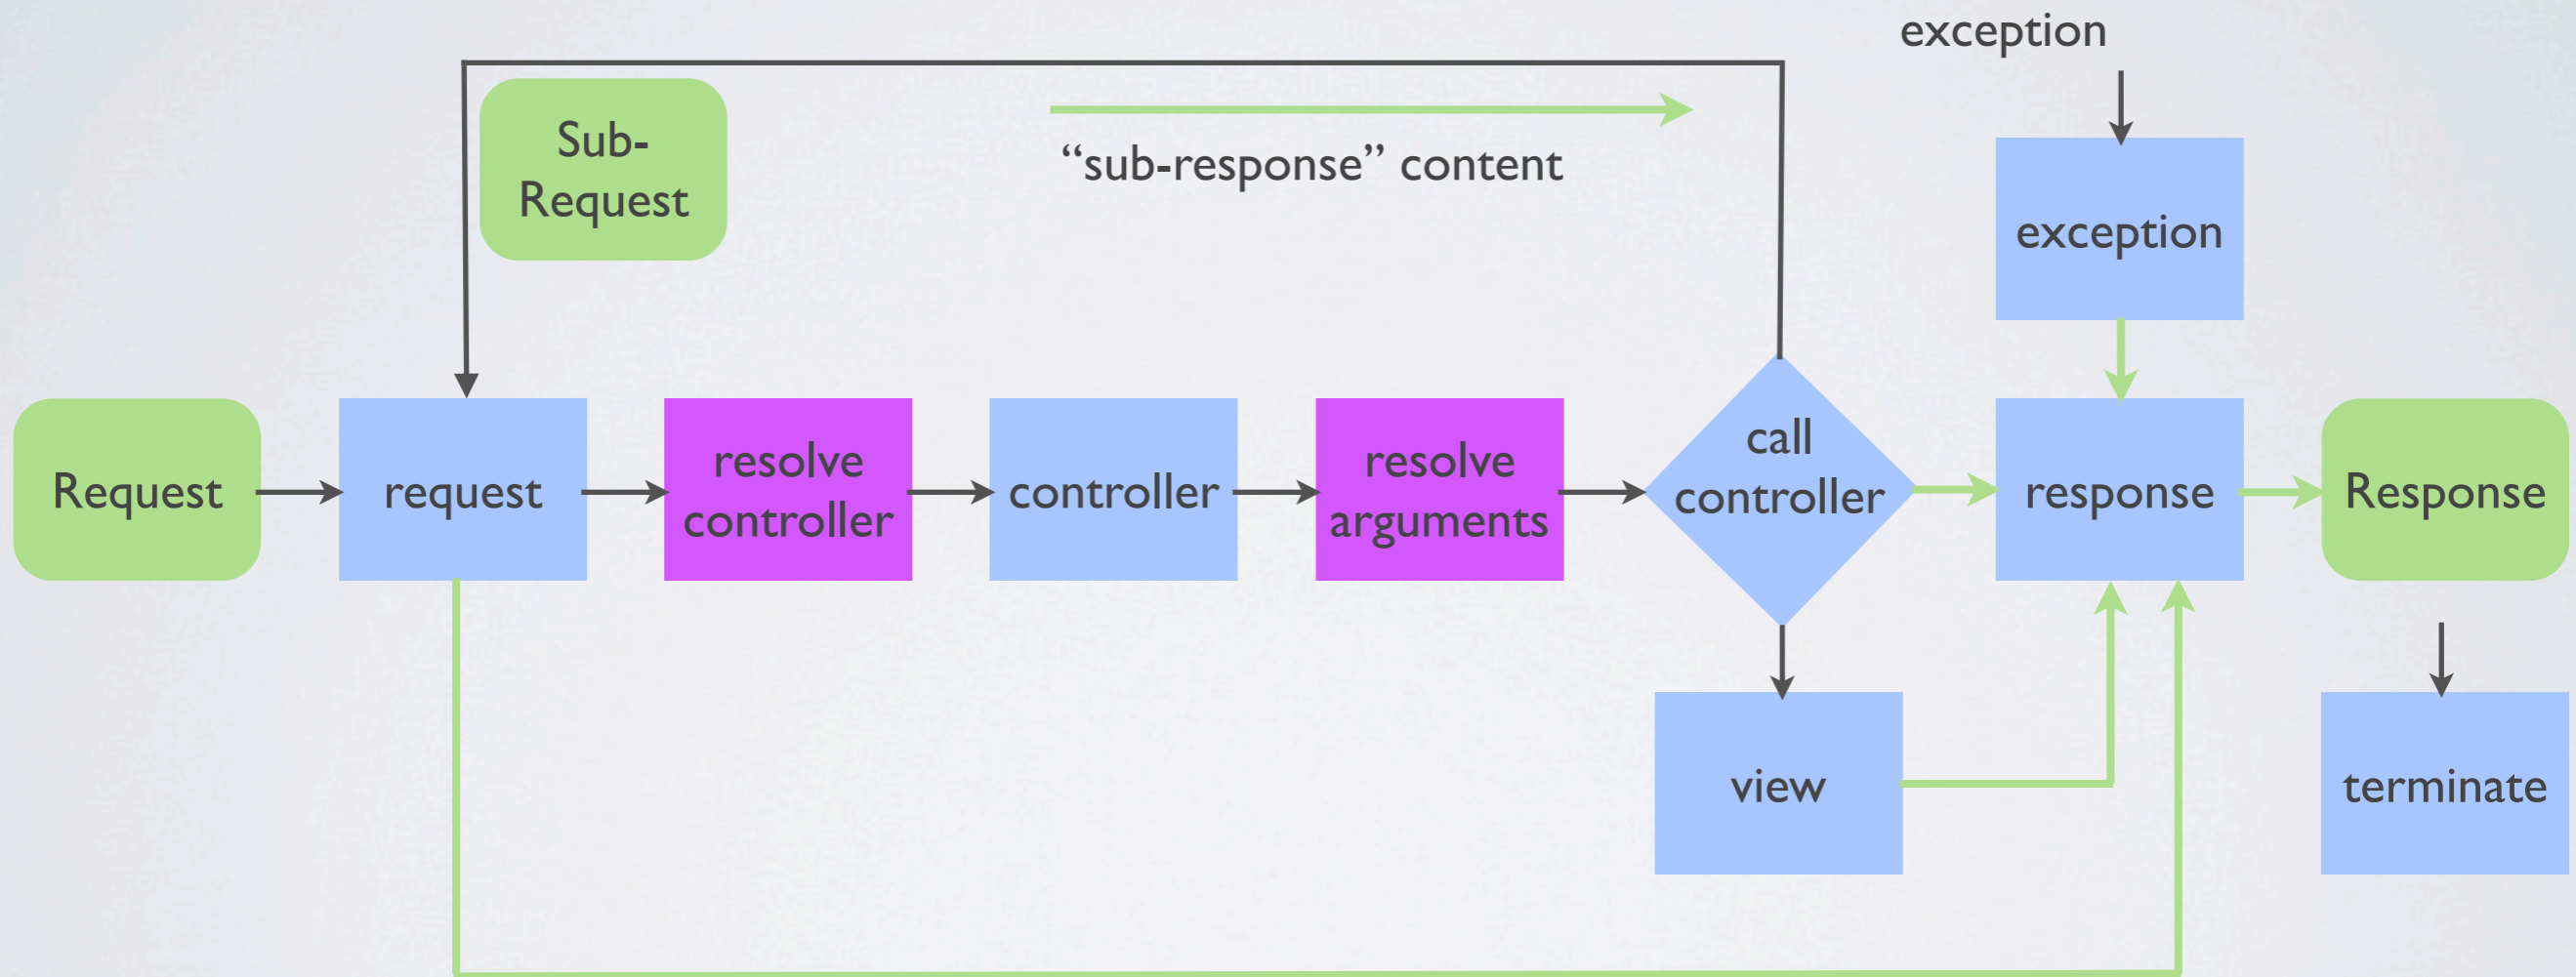 exception
Sub-
Request
“sub-response” content
exception
Request
request
resolve
controller
controller
resolve
arguments
call
controller
response
Response
view
terminate